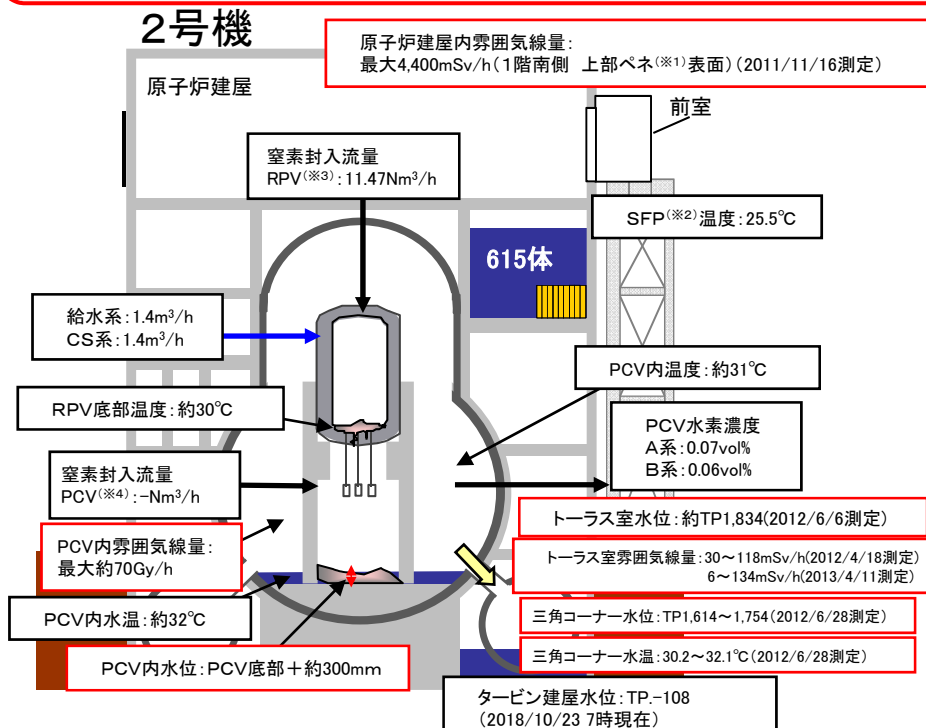 2号機
原子炉建屋内雰囲気線量:
最大4,400mSv/h(1階南側 上部ペネ(※1)表面)(2011/11/16測定)
原子炉建屋
前室
窒素封入流量
RPV(※3):11.47Nm3/h
SFP(※2)温度:25.5℃
615体
給水系:1.4m3/h
CS系:1.4m3/h
PCV内温度:約31℃
RPV底部温度:約30℃
PCV水素濃度
A系:0.07vol%
B系:0.06vol%
窒素封入流量
PCV(※4):-Nm3/h
トーラス室水位:約TP1,834(2012/6/6測定)
PCV内雰囲気線量:
最大約70Gy/h
トーラス室雰囲気線量:30~118mSv/h(2012/4/18測定)
6~134mSv/h(2013/4/11測定)
PCV内水温:約32℃
三角コーナー水位:TP1,614~1,754(2012/6/28測定)
三角コーナー水温:30.2~32.1℃(2012/6/28測定)
PCV内水位:PCV底部+約300mm
タービン建屋水位:TP.-108
(2018/10/23 7時現在)